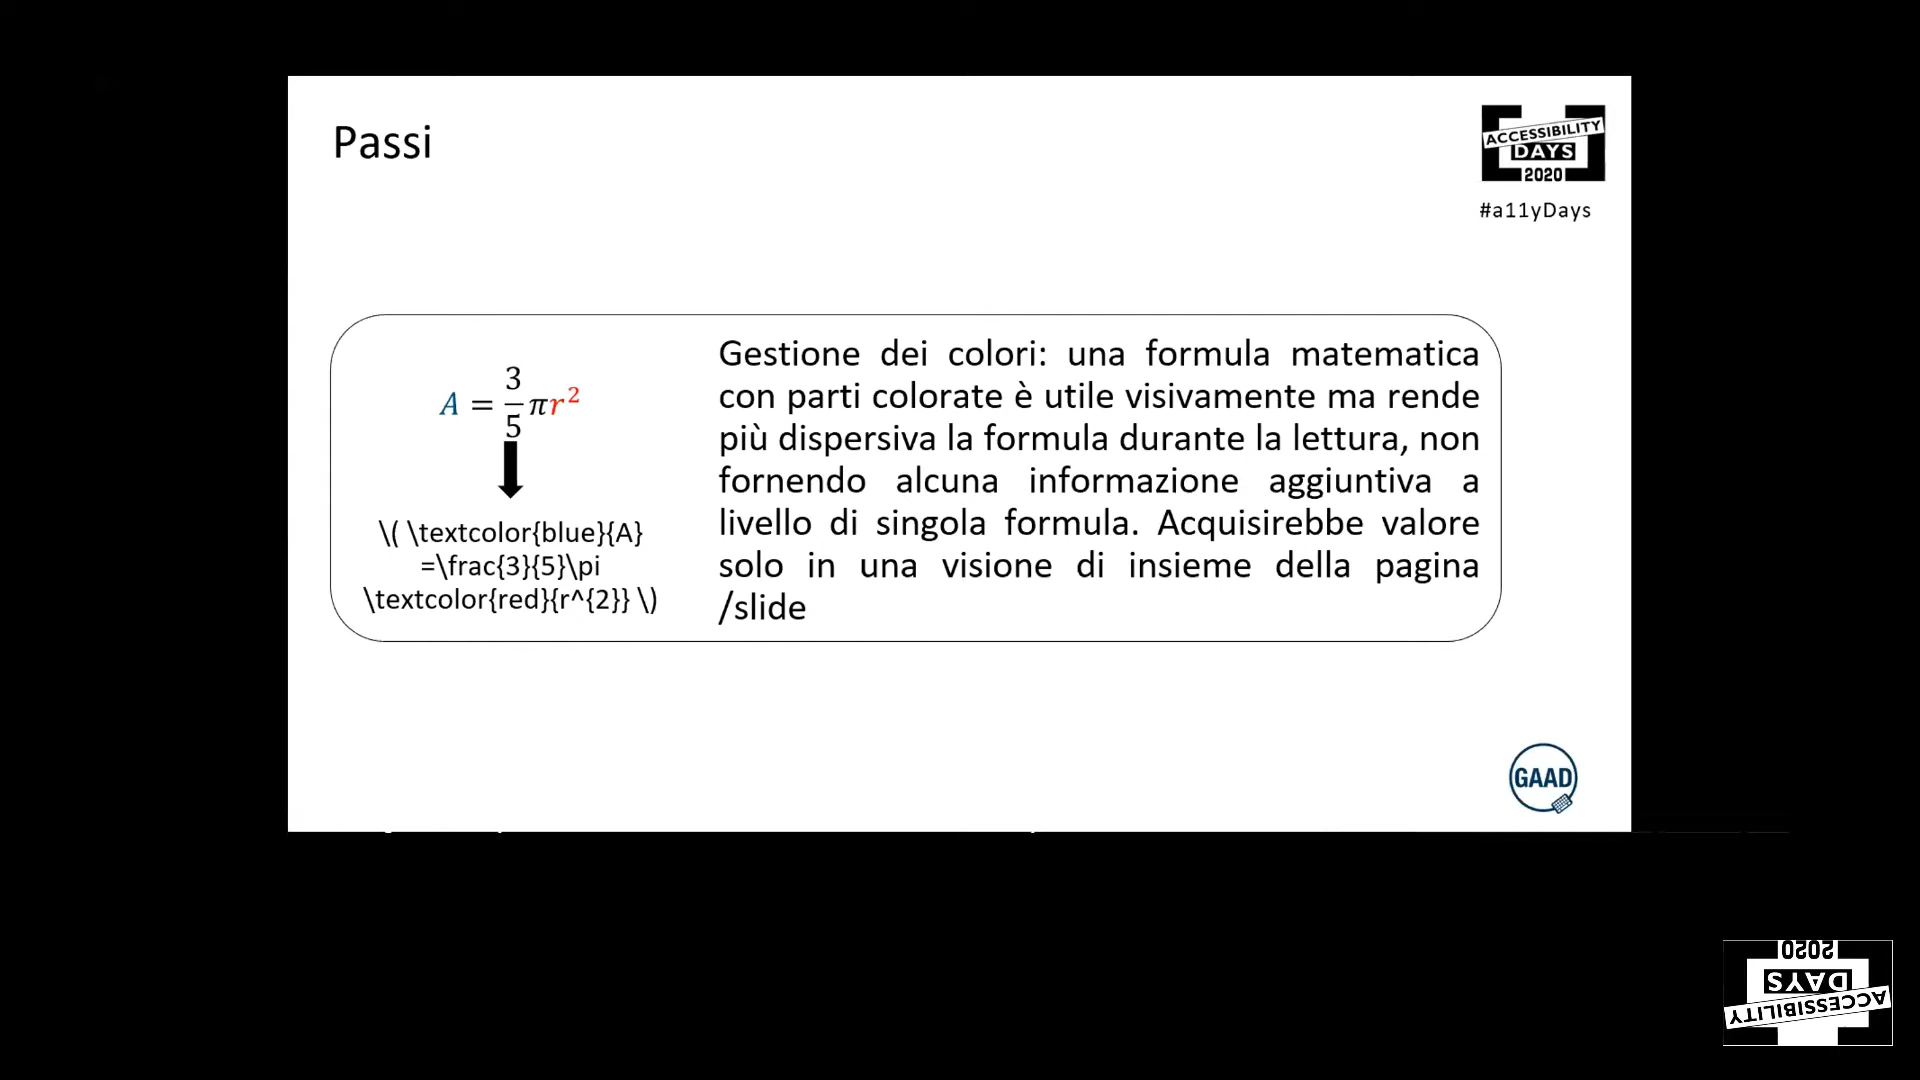 Passi
ACCESSIBILITY
DAYS
2020
#a11yDays
A = 3/5 πr²
\( \textcolor{blue}{A}
=\frac{3}{5}\pi
\textcolor{red}{r^{2}} \)
Gestione dei colori: una formula matematica
con parti colorate è utile visivamente ma rende
più dispersiva la formula durante la lettura, non
fornendo alcuna informazione aggiuntiva a
livello di singola formula. Acquisirebbe valore
solo in una visione di insieme della pagina
/slide
GAAD
2020
DAYS
ACCESSIBILITY